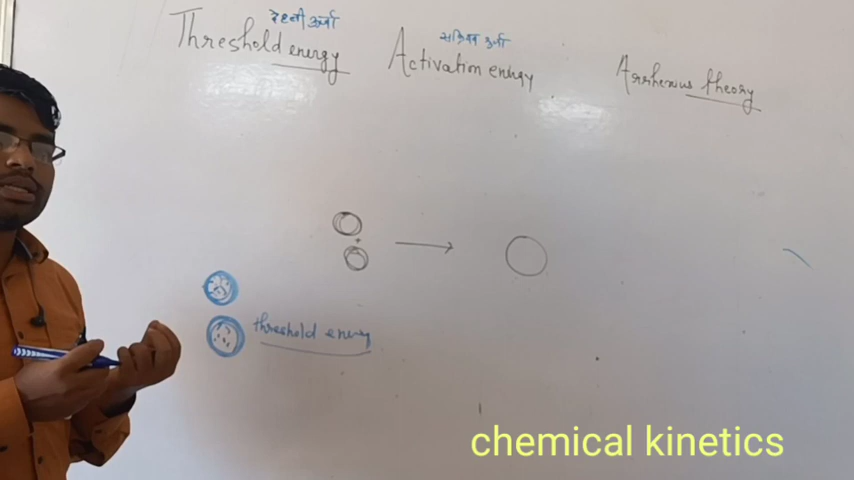 देहली ऊर्जा
Threshold energy
सक्रियण ऊर्जा
Activation energy
Arrhenius theory
threshold energy
chemical kinetics